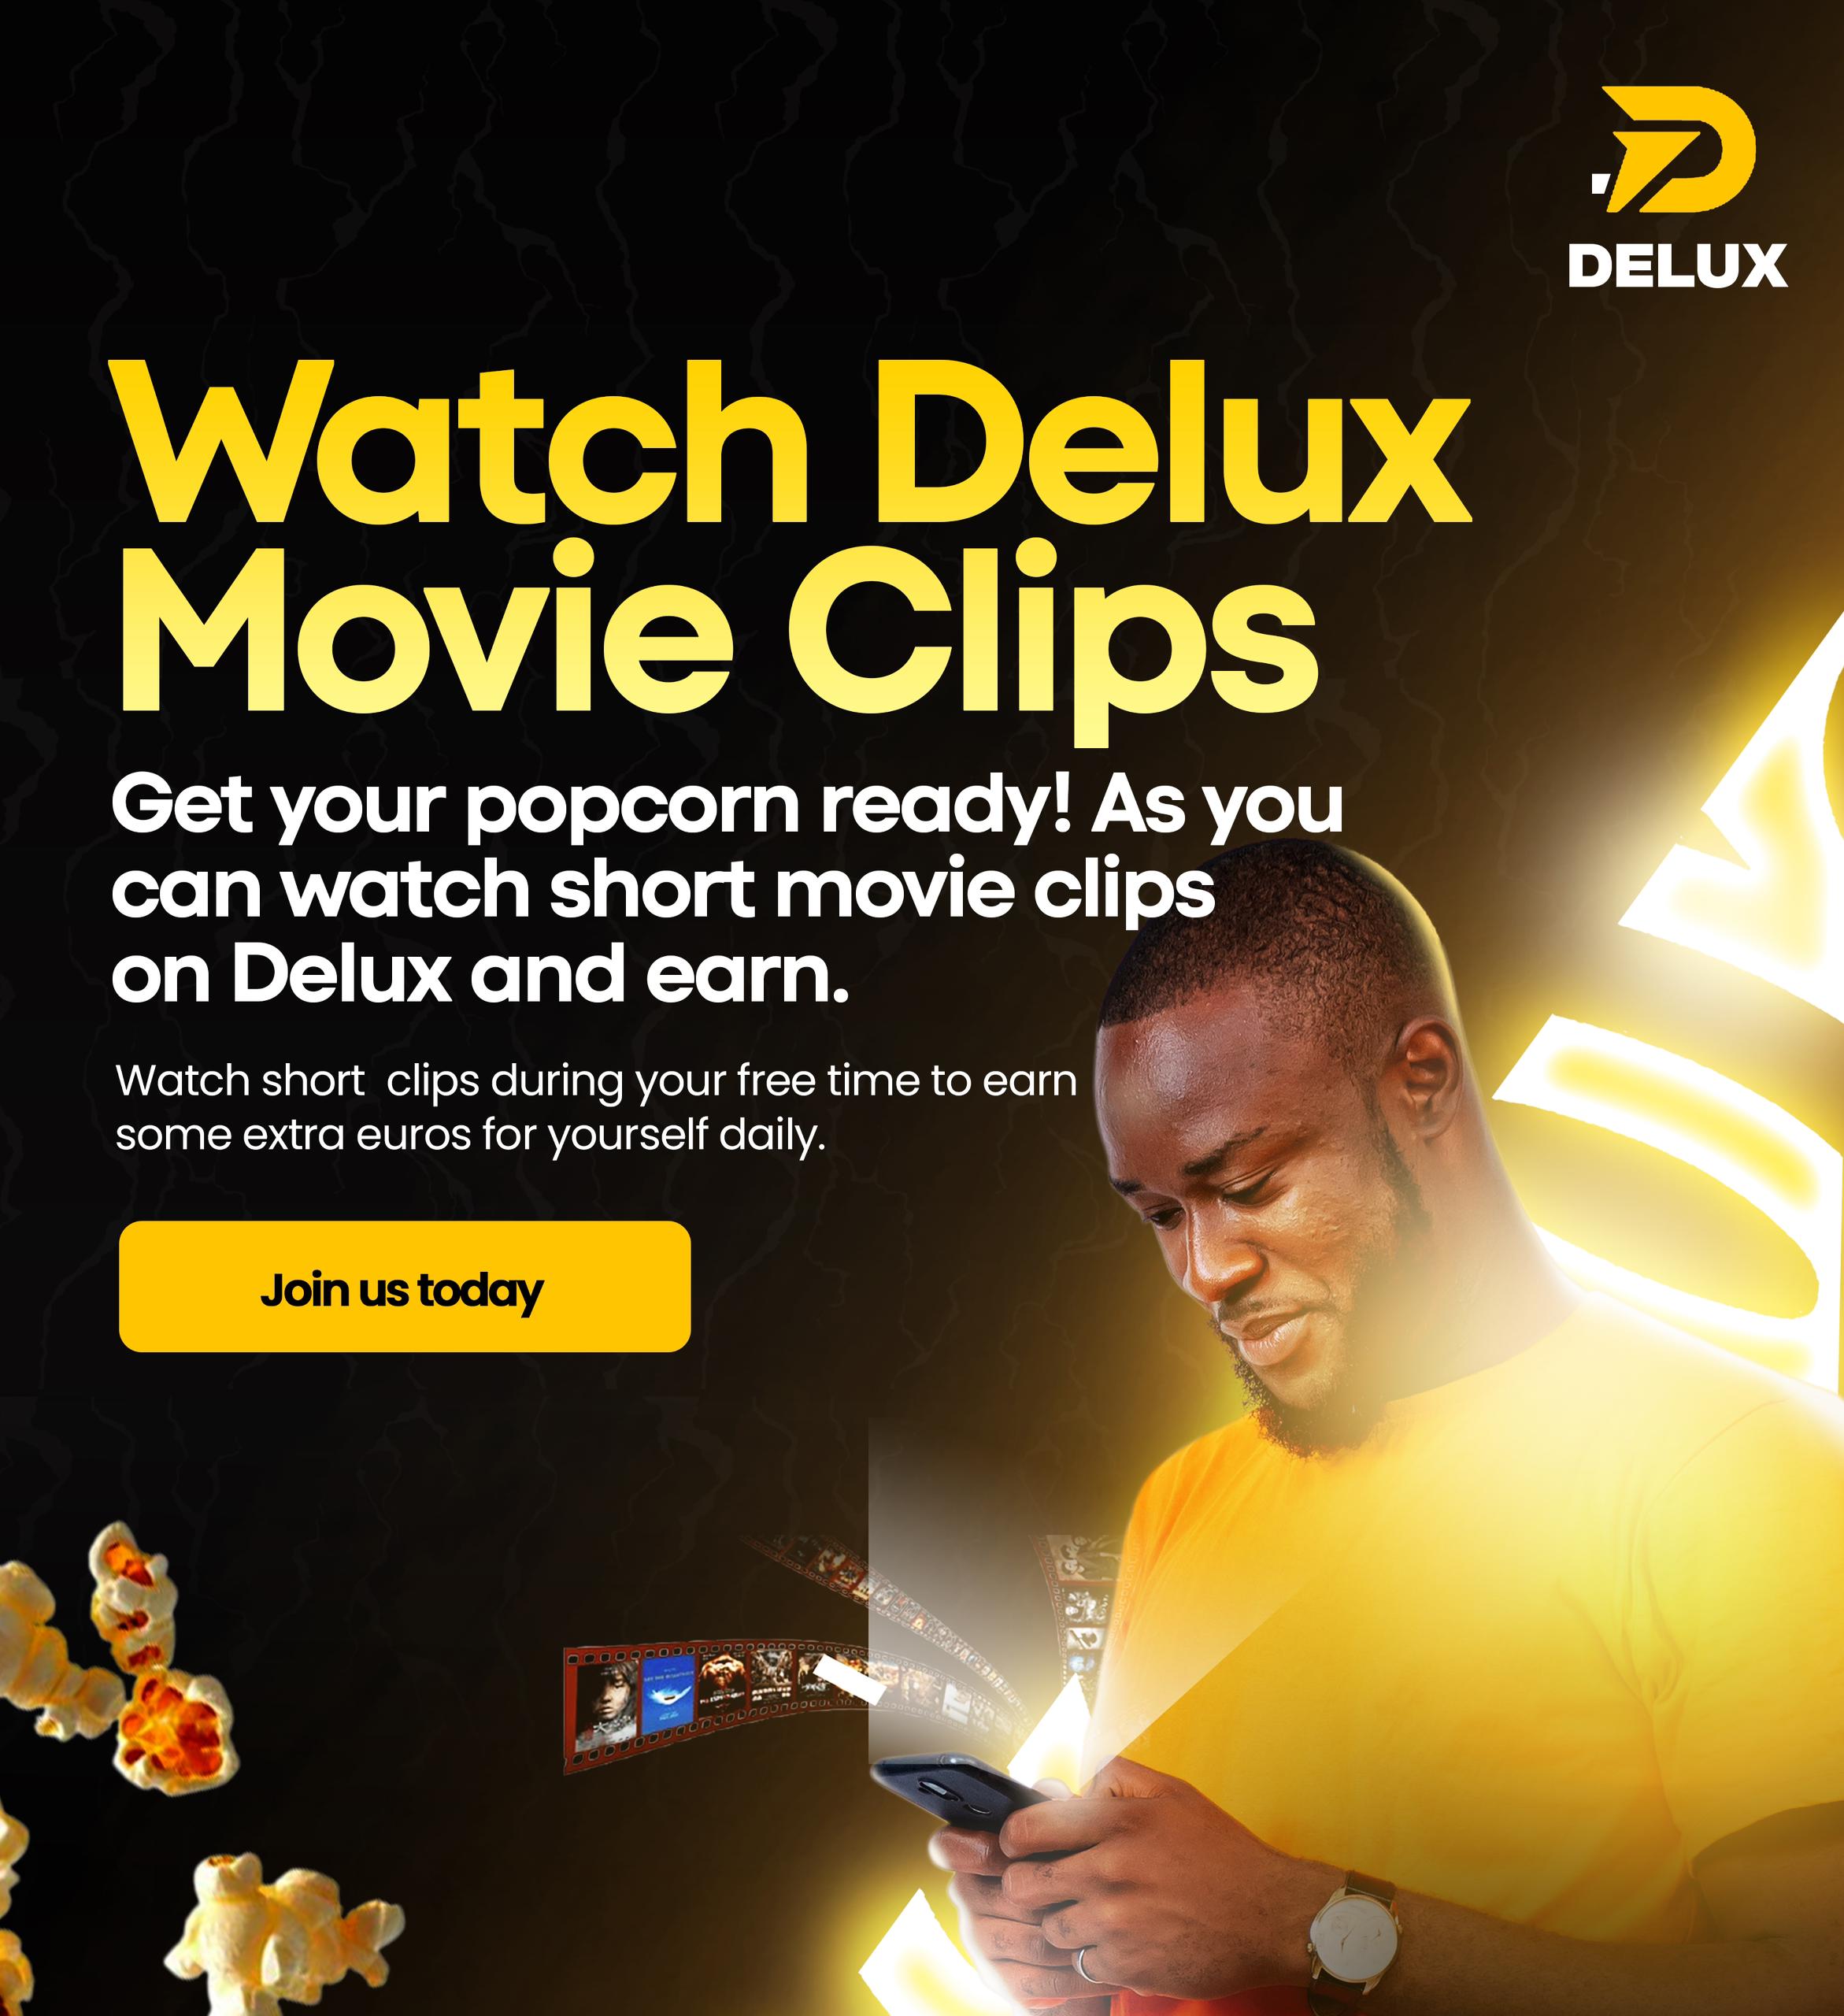 DELUX
Watch Delux
Movie Clips
Get your popcorn ready! As you
can watch short movie clips
on Delux and earn.
Watch short  clips during your free time to earn
some extra euros for yourself daily.
Join us today